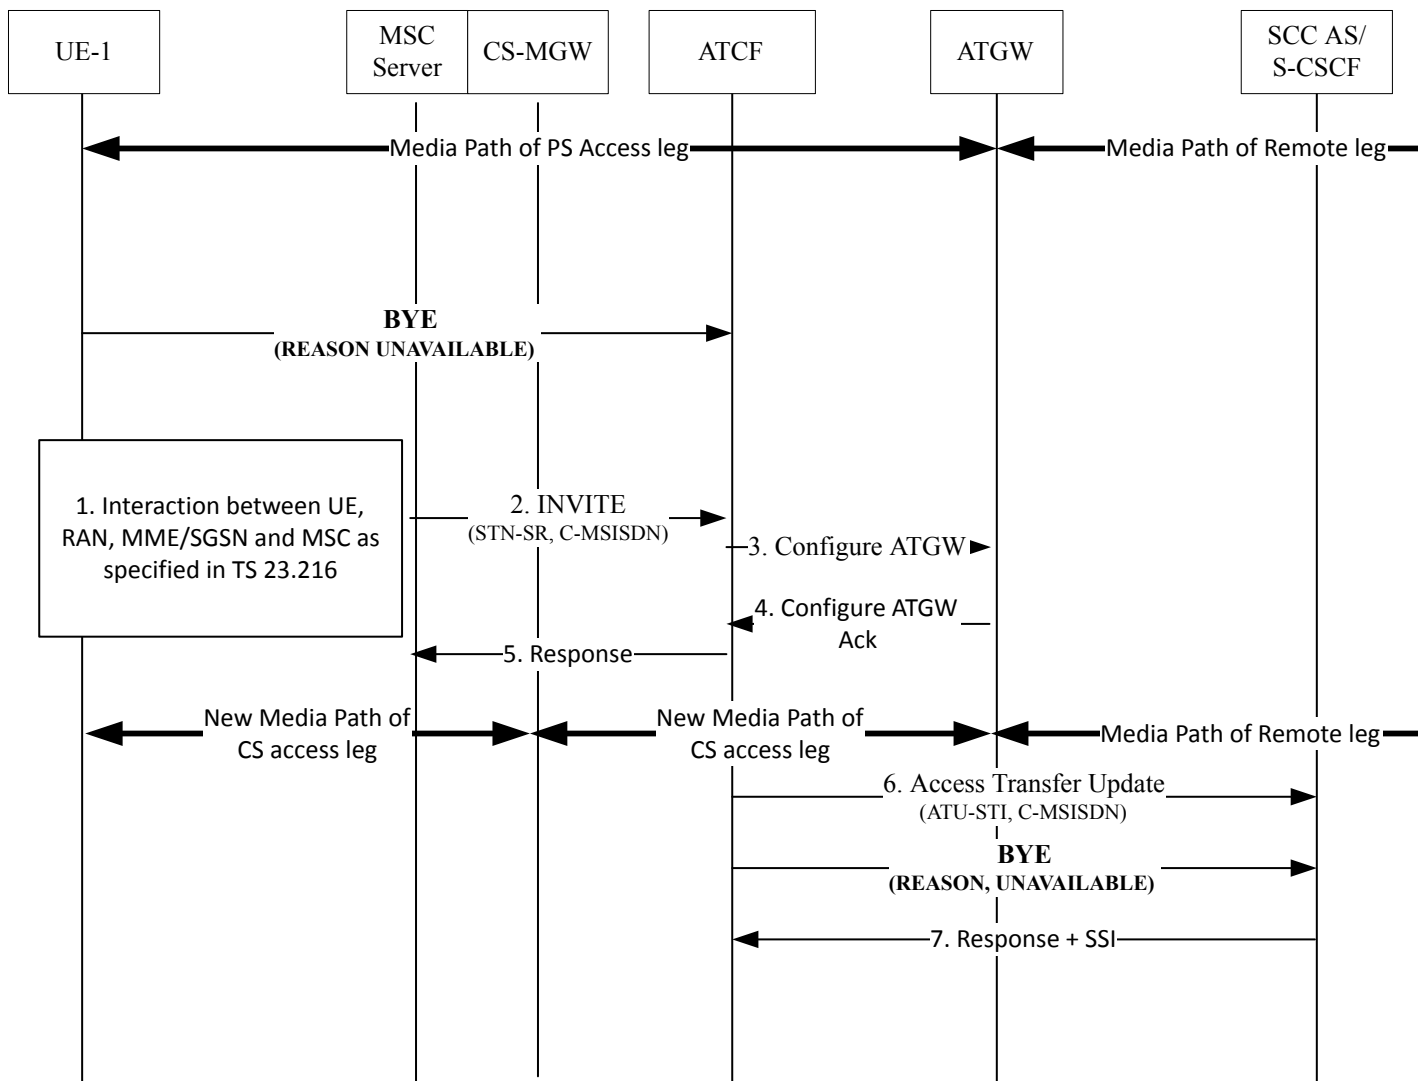 UE-1
MSC
Server
CS-MGW
ATCF
ATGW
SCC AS/
S-CSCF
Media Path of PS Access leg
Media Path of Remote leg
BYE
(REASON UNAVAILABLE)
1. Interaction between UE,
RAN, MME/SGSN and MSC as
specified in TS 23.216
2. INVITE
(STN-SR, C-MSISDN)
3. Configure ATGW
4. Configure ATGW
Ack
5. Response
New Media Path of
CS access leg
New Media Path of
CS access leg
Media Path of Remote leg
6. Access Transfer Update
(ATU-STI, C-MSISDN)
BYE
(REASON, UNAVAILABLE)
7. Response + SSI